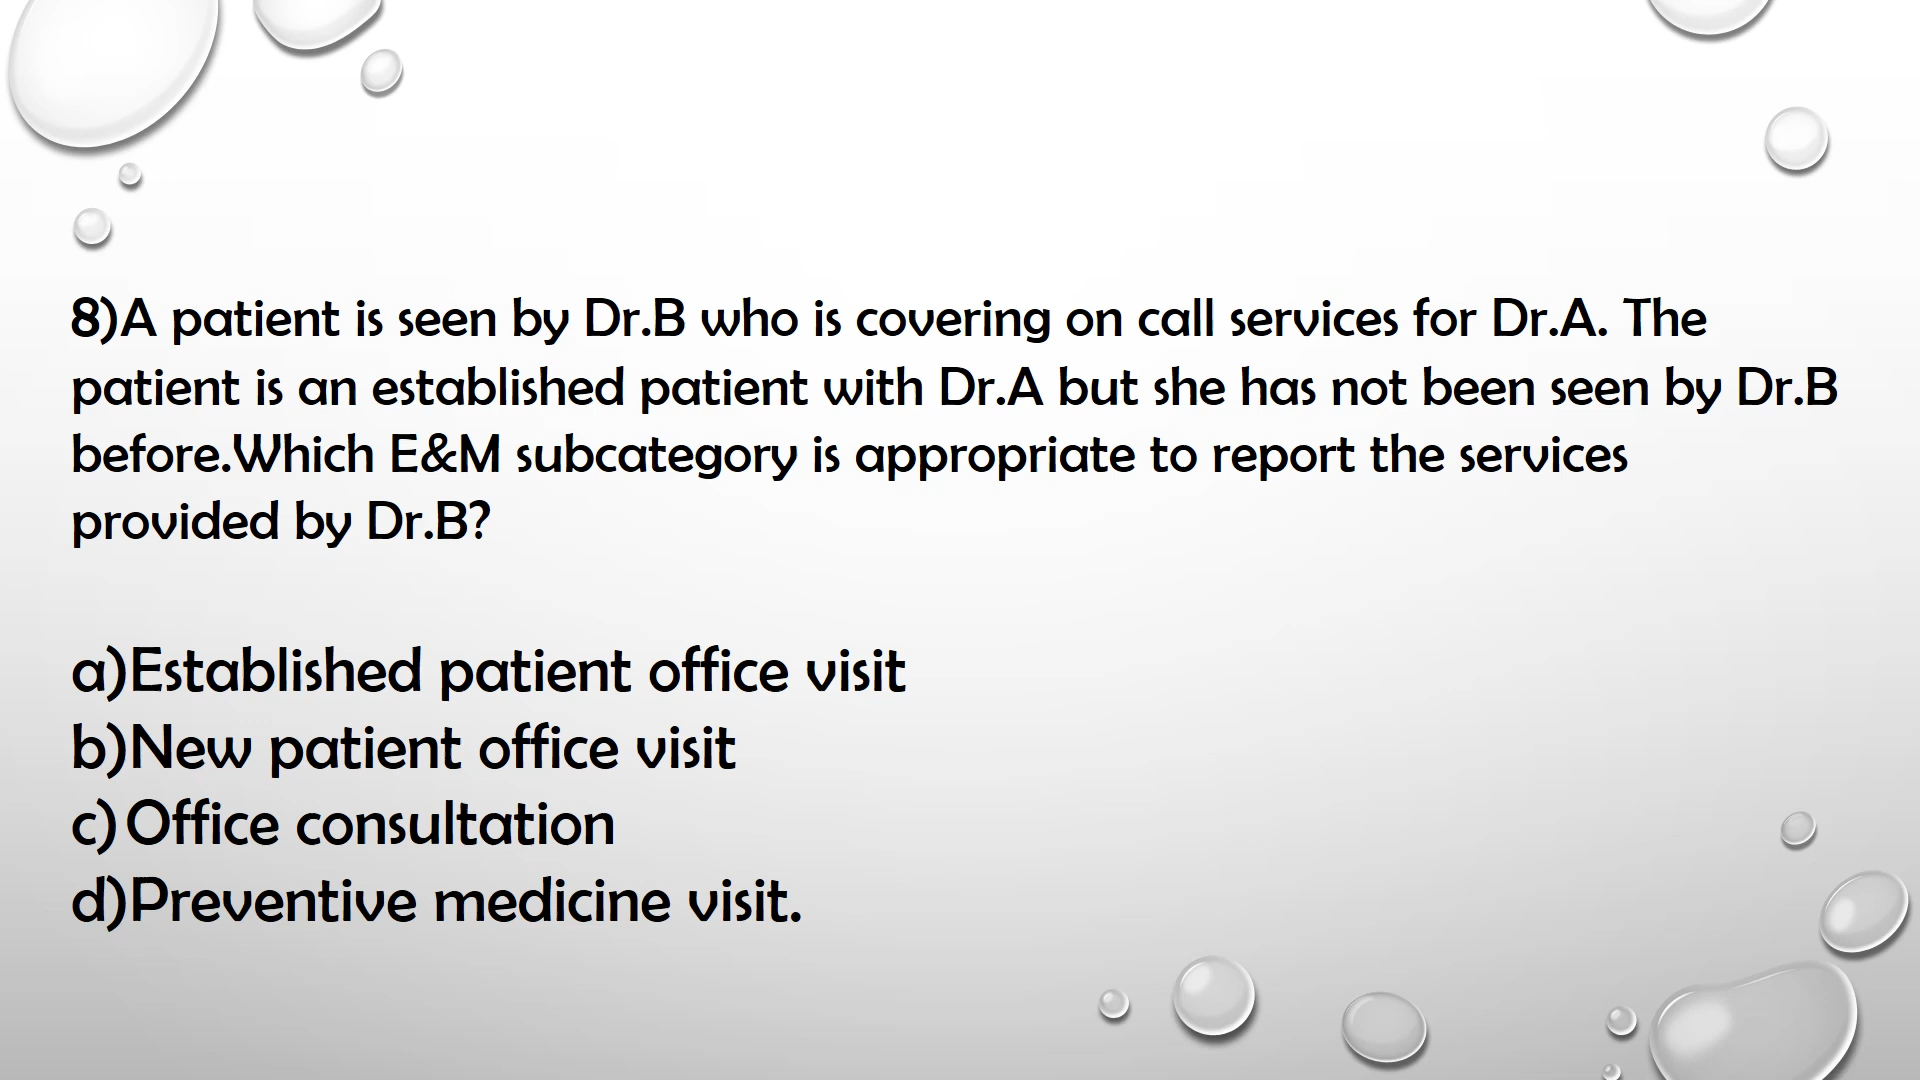 8)A patient is seen by Dr.B who is covering on call services for Dr.A. The
patient is an established patient with Dr.A but she has not been seen by Dr.B
before.Which E&M subcategory is appropriate to report the services
provided by Dr.B?
a)Established patient office visit
b)New patient office visit
c) Office consultation
d)Preventive medicine visit.